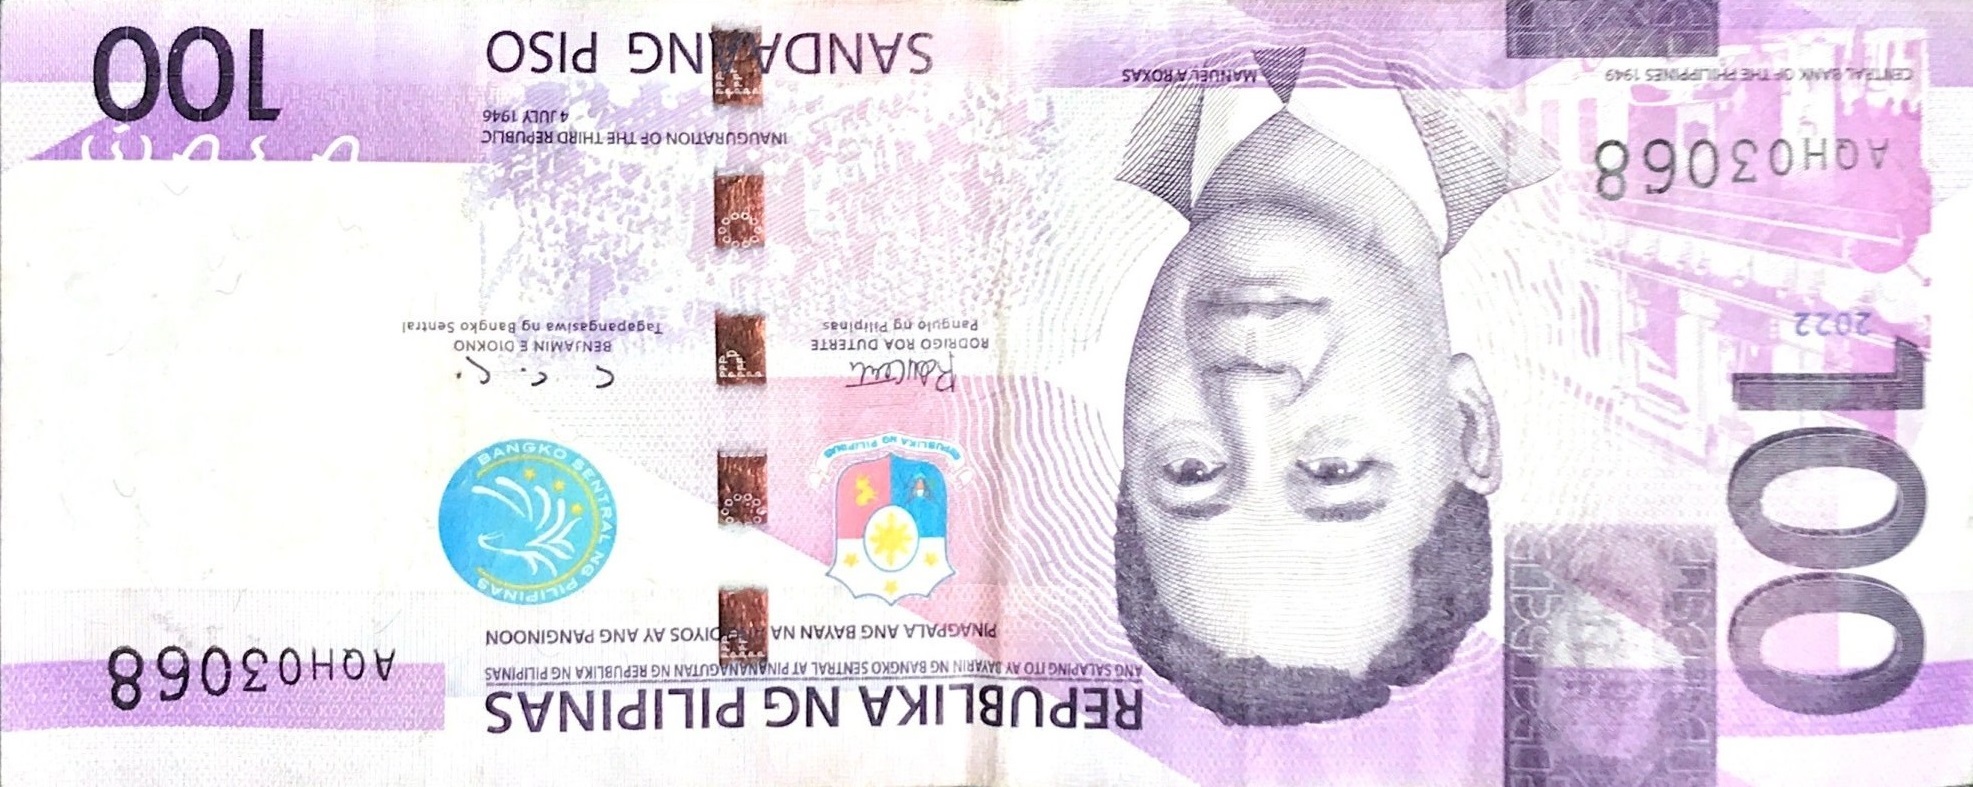 REPUBLIKA NG PILIPINAS
ANG SALAPING ITO AY BAYARIN NG BANGKO SENTRAL AT PINANANAGUTAN NG REPUBLIKA NG PILIPINAS
PINAGPALA ANG BAYAN NA ANG DIYOS AY ANG PANGINOON
AQH03068
100
REPUBLIKA NG PILIPINAS
BANGKO SENTRAL NG PILIPINAS
RODRIGO ROA DUTERTE
Pangulo ng Pilipinas
BENJAMIN E DIOKNO
Tagapangasiwa ng Bangko Sentral
2022
AQH03068
INAUGURATION OF THE THIRD REPUBLIC
4 JULY 1946
CENTRAL BANK OF THE PHILIPPINES 1949
MANUEL A ROXAS
SANDAANG PISO
100